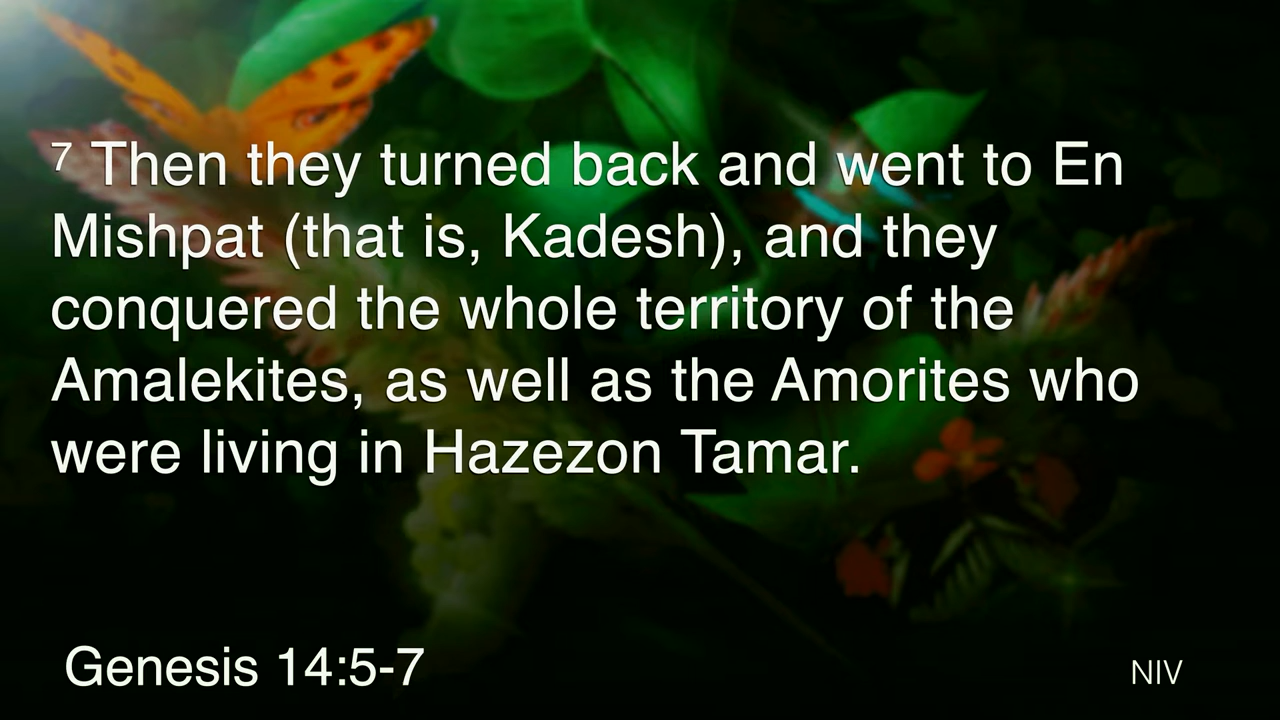 7 Then they turned back and went to En
Mishpat (that is, Kadesh), and they
conquered the whole territory of the
Amalekites, as well as the Amorites who
were living in Hazezon Tamar.
Genesis 14:5-7
NIV